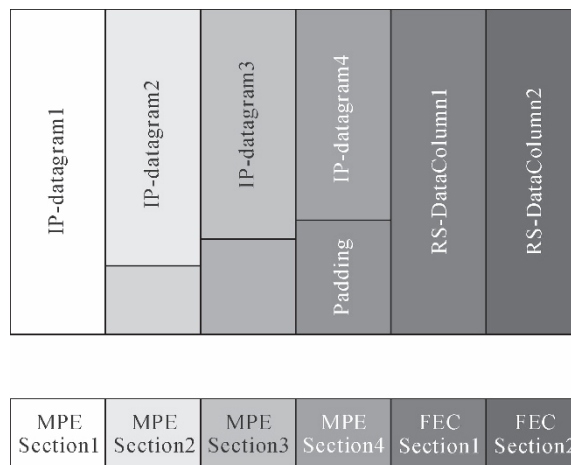 IP-datagram1
IP-datagram2
IP-datagram3
IP-datagram4
Padding
RS-DataColumn1
RS-DataColumn2
MPE
Section1
MPE
Section2
MPE
Section3
MPE
Section4
FEC
Section1
FEC
Section2